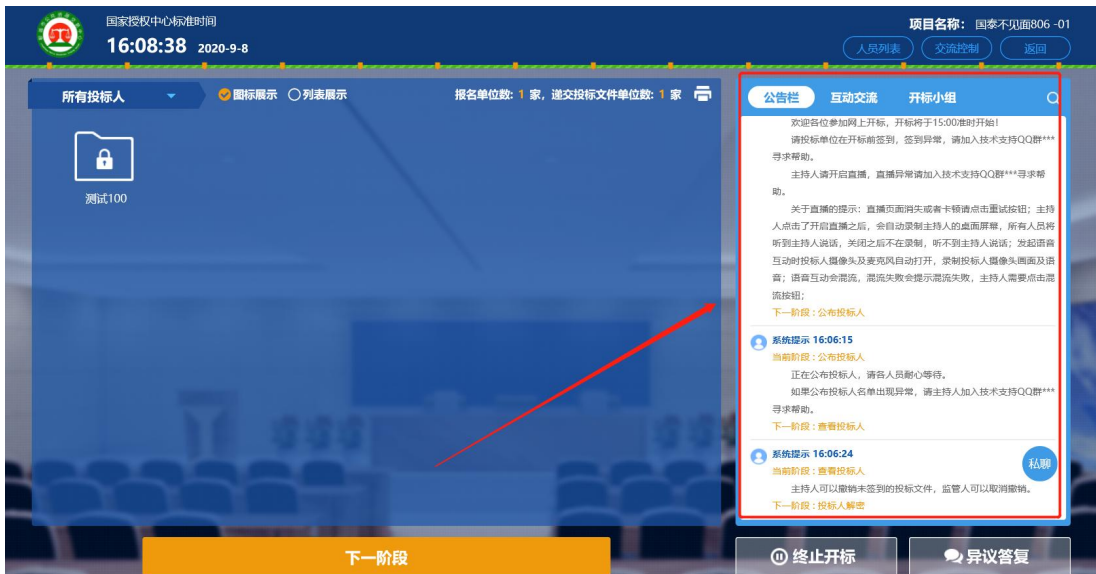 国家授权中心标准时间
16:08:38 2020-9-8
项目名称： 国泰不见面806 -01
人员列表 交流控制 返回
所有投标人 图标展示 列表展示 报名单位数: 1 家，递交投标文件单位数: 1 家
测试100
公告栏 互动交流 开标小组
欢迎各位参加网上开标，开标将于15:00准时开始！
请投标单位在开标前签到，签到异常，请加入技术支持QQ群***
寻求帮助。
主持人请开启直播，直播异常请加入技术支持QQ群***寻求帮
助。
关于直播的提示：直播页面消失或者卡顿请点击重试按钮；主持
人点击了开启直播之后，会自动录制主持人的桌面屏幕，所有人员将
听到主持人说话，关闭之后不在录制，听不到主持人说话；发起语音
互动时投标人摄像头及麦克风自动打开，录制投标人摄像头画面及语
音；语音互动会混流，混流失败会提示混流失败，主持人需要点击混
流按钮；
下一阶段 : 公布投标人
系统提示 16:06:15
当前阶段 : 公布投标人
正在公布投标人，请各人员耐心等待。
如果公布投标人名单出现异常，请主持人加入技术支持QQ群***
寻求帮助。
下一阶段 : 查看投标人
系统提示 16:06:24
当前阶段 : 查看投标人
主持人可以撤销未签到的投标文件，监管人可以取消撤销。
下一阶段 : 投标人解密
私聊
下一阶段
终止开标
异议答复